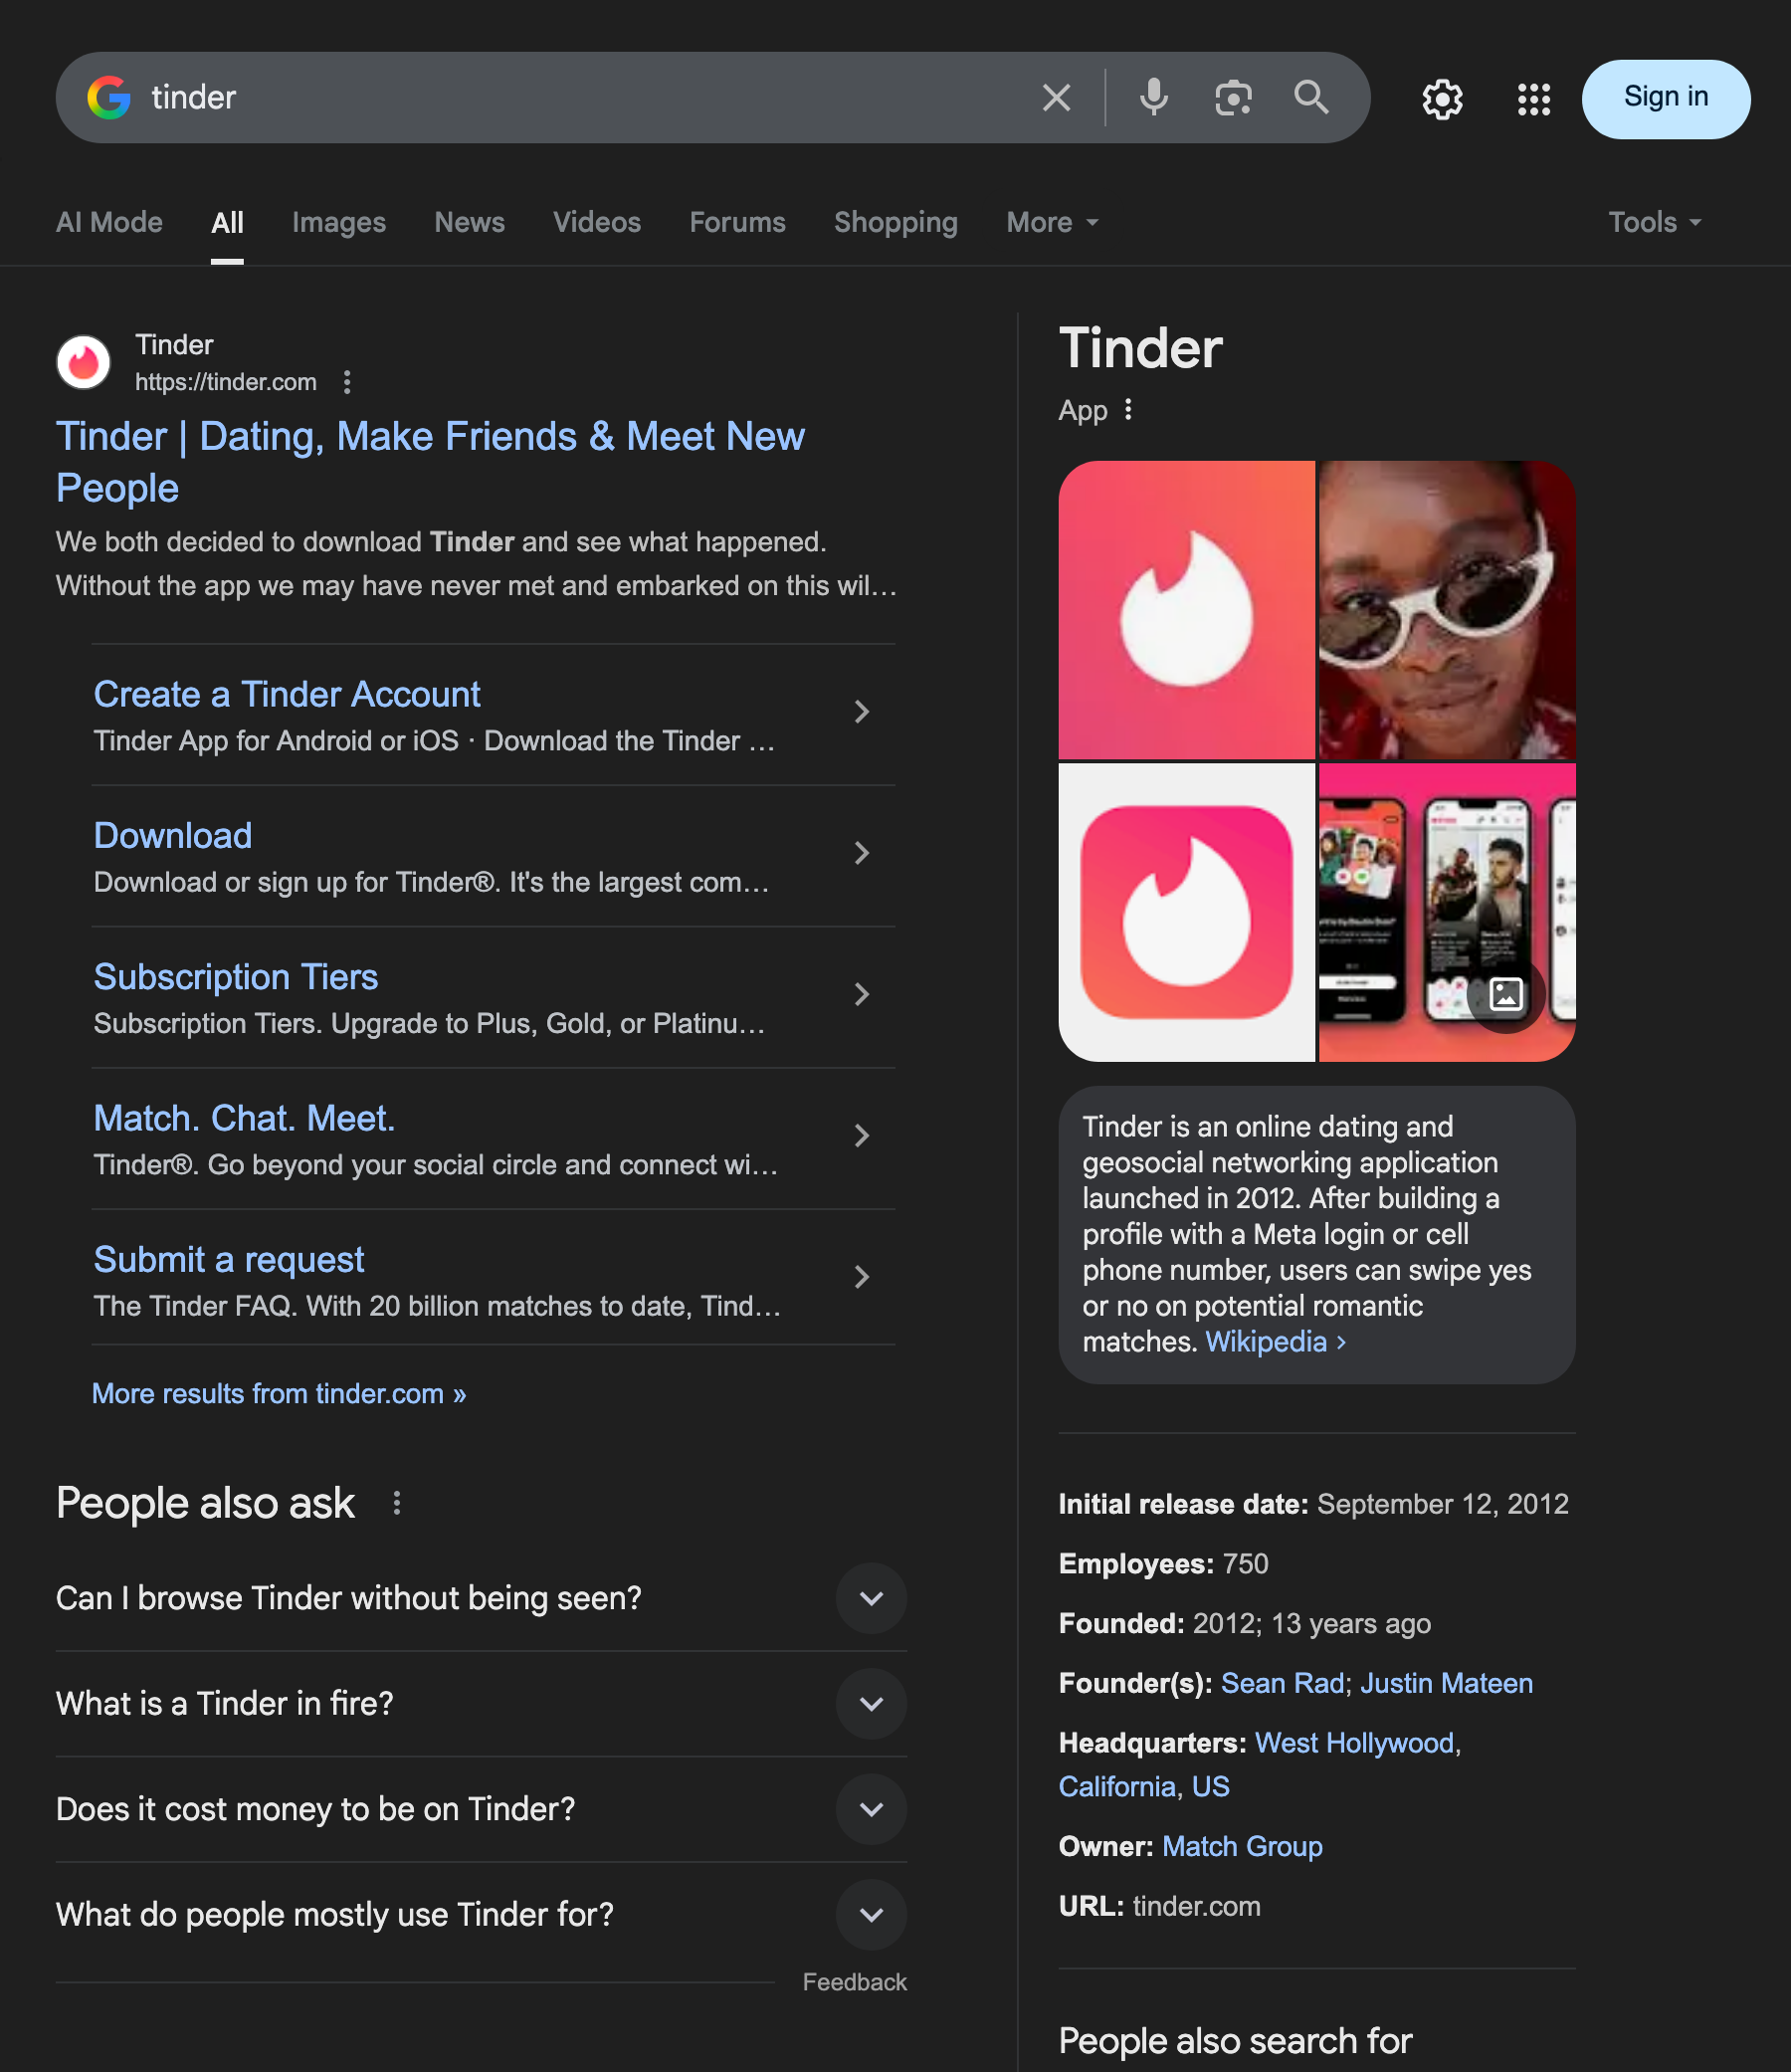 tinder
Sign in
AI Mode
All
Images
News
Videos
Forums
Shopping
More
Tools
Tinder
https://tinder.com
Tinder | Dating, Make Friends & Meet New
People
We both decided to download Tinder and see what happened.
Without the app we may have never met and embarked on this wil...
Create a Tinder Account
Tinder App for Android or iOS · Download the Tinder ...
Download
Download or sign up for Tinder®. It's the largest com...
Subscription Tiers
Subscription Tiers. Upgrade to Plus, Gold, or Platinu...
Match. Chat. Meet.
Tinder®. Go beyond your social circle and connect wi...
Submit a request
The Tinder FAQ. With 20 billion matches to date, Tind...
More results from tinder.com »
People also ask
Can I browse Tinder without being seen?
What is a Tinder in fire?
Does it cost money to be on Tinder?
What do people mostly use Tinder for?
Feedback
Tinder
App
Tinder is an online dating and
geosocial networking application
launched in 2012. After building a
profile with a Meta login or cell
phone number, users can swipe yes
or no on potential romantic
matches. Wikipedia ›
Initial release date: September 12, 2012
Employees: 750
Founded: 2012; 13 years ago
Founder(s): Sean Rad; Justin Mateen
Headquarters: West Hollywood,
California, US
Owner: Match Group
URL: tinder.com
People also search for